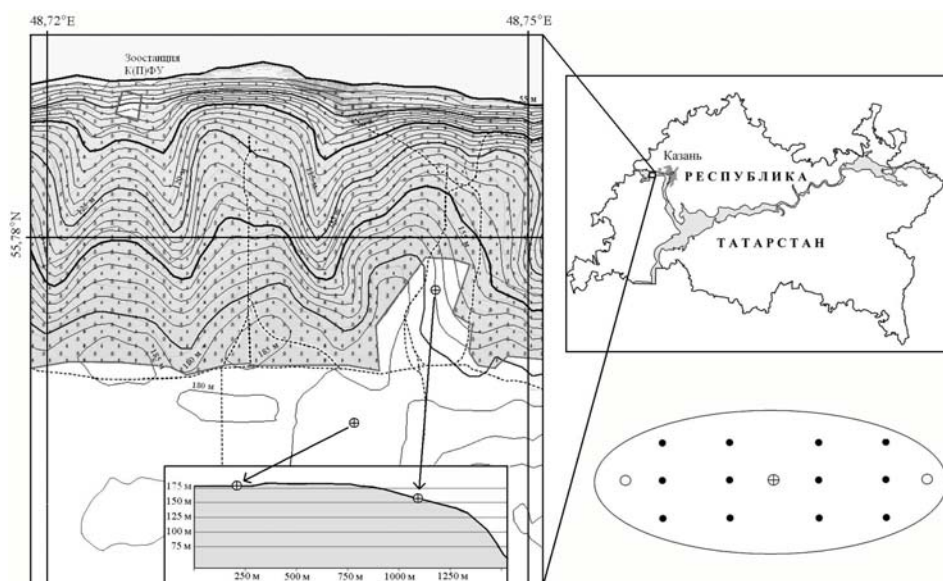 48,72°E
48,75°E
Зоостанция
К(П)ФУ
55 м
55,78°N
180 м
185 м
180 м
Казань
РЕСПУБЛИКА
ТАТАРСТАН
175 м
150 м
125 м
100 м
75 м
250 м
500 м
750 м
1000 м
1250 м